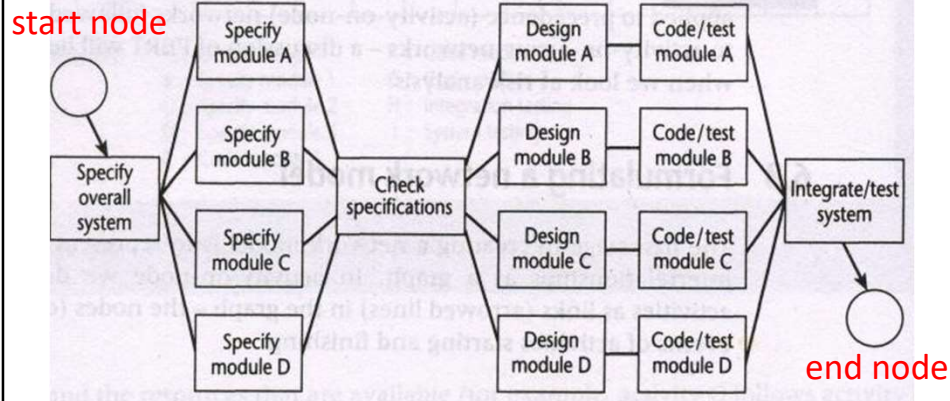 start node
Specify
module A
Design
module A
Code/test
module A
Specify
module B
Design
module B
Code/test
module B
Specify
overall
system
Check
specifications
Integrate/test
system
Specify
module C
Design
module C
Code/test
module C
Specify
module D
Design
module D
Code/test
module D
end node